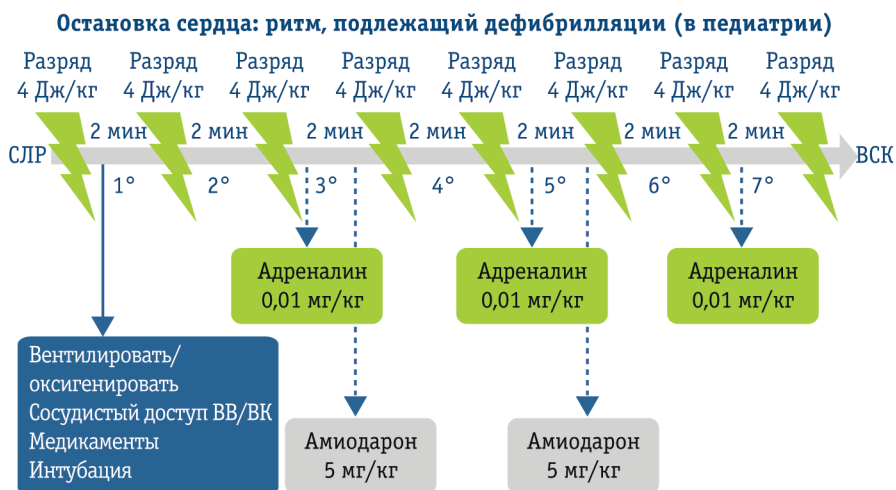 Остановка сердца: ритм, подлежащий дефибрилляции (в педиатрии)
Разряд Разряд Разряд Разряд Разряд Разряд Разряд Разряд
4 Дж/кг 4 Дж/кг 4 Дж/кг 4 Дж/кг 4 Дж/кг 4 Дж/кг 4 Дж/кг 4 Дж/кг
2 мин 2 мин 2 мин 2 мин 2 мин 2 мин 2 мин
СЛР ВСК
1° 2° 3° 4° 5° 6° 7°
Адреналин
0,01 мг/кг
Адреналин
0,01 мг/кг
Адреналин
0,01 мг/кг
Вентилировать/
оксигенировать
Сосудистый доступ ВВ/ВК
Медикаменты
Интубация
Амиодарон
5 мг/кг
Амиодарон
5 мг/кг